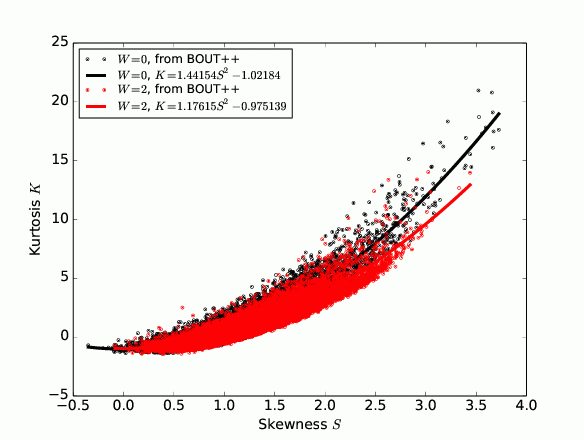 25
20
15
10
5
0
−5
Kurtosis K
W=0, from BOUT++
W=0, K=1.44154S² −1.02184
W=2, from BOUT++
W=2, K=1.17615S² −0.975139
−0.5 0.0 0.5 1.0 1.5 2.0 2.5 3.0 3.5 4.0
Skewness S